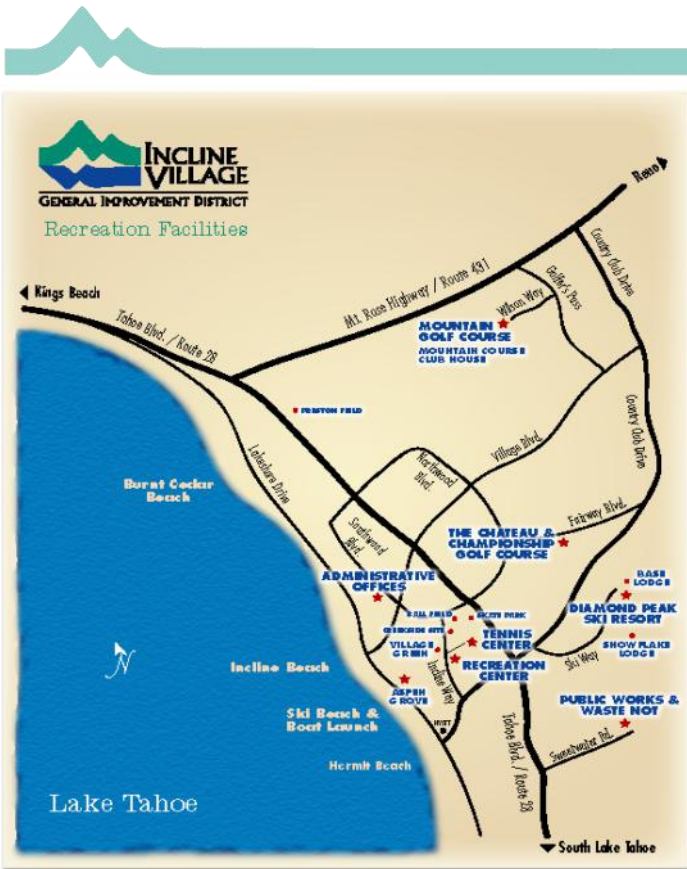 INCLINE
VILLAGE
GENERAL IMPROVEMENT DISTRICT
Recreation Facilities
Reno
Kings Beach
Tahoe Blvd. / Route 28
Mt. Rose Highway / Route 431
Country Club Drive
Golfer's Pass
Wilson Way
MOUNTAIN
GOLF COURSE
MOUNTAIN COURSE
CLUB HOUSE
PRESTON FIELD
Country Club Drive
Village Blvd.
Northwood
Blvd.
Lakeshore Drive
Burnt Cedar
Beach
Southwood
Blvd.
Fairway Blvd.
THE CHATEAU &
CHAMPIONSHIP
GOLF COURSE
ADMINISTRATIVE
OFFICES
BASE
LODGE
DIAMOND PEAK
SKI RESORT
BALL FIELD
SKATE PARK
CREEKSIDE SITE
TENNIS
CENTER
VILLAGE
GREEN
SNOWFLAKE
LODGE
Ski Way
RECREATION
CENTER
Incline Way
Incline Beach
ASPEN
GROVE
PUBLIC WORKS &
WASTE NOT
Ski Beach &
Boat Launch
HYATT
Sweetwater Rd.
Tahoe Blvd. / Route 28
Hermit Beach
N
Lake Tahoe
South Lake Tahoe